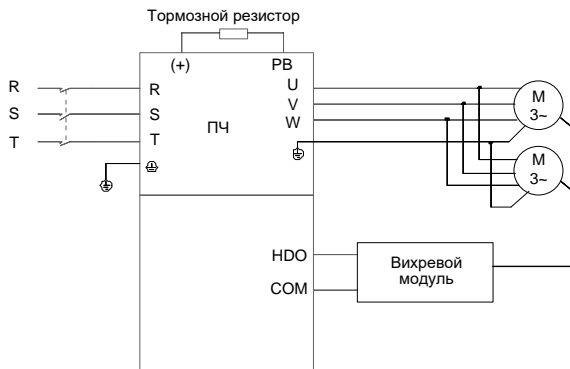 Тормозной резистор
(+) PB
R R U
S S V
T T W
ПЧ
M
3~
M
3~
HDO
COM
Вихревой
модуль